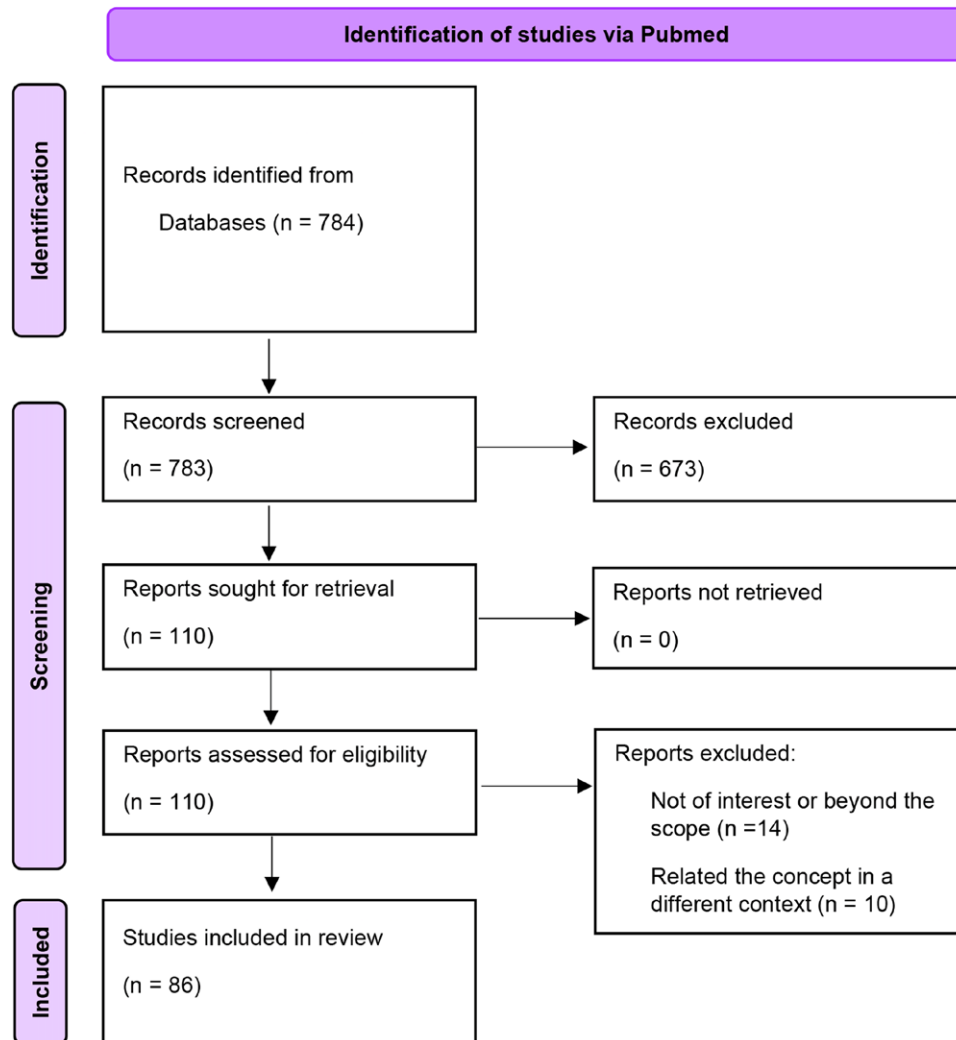 Identification of studies via Pubmed
Identification
Records identified from
Databases (n = 784)
Screening
Records screened
(n = 783)
Records excluded
(n = 673)
Reports sought for retrieval
(n = 110)
Reports not retrieved
(n = 0)
Reports assessed for eligibility
(n = 110)
Reports excluded:
Not of interest or beyond the
scope (n =14)
Related the concept in a
different context (n = 10)
Included
Studies included in review
(n = 86)